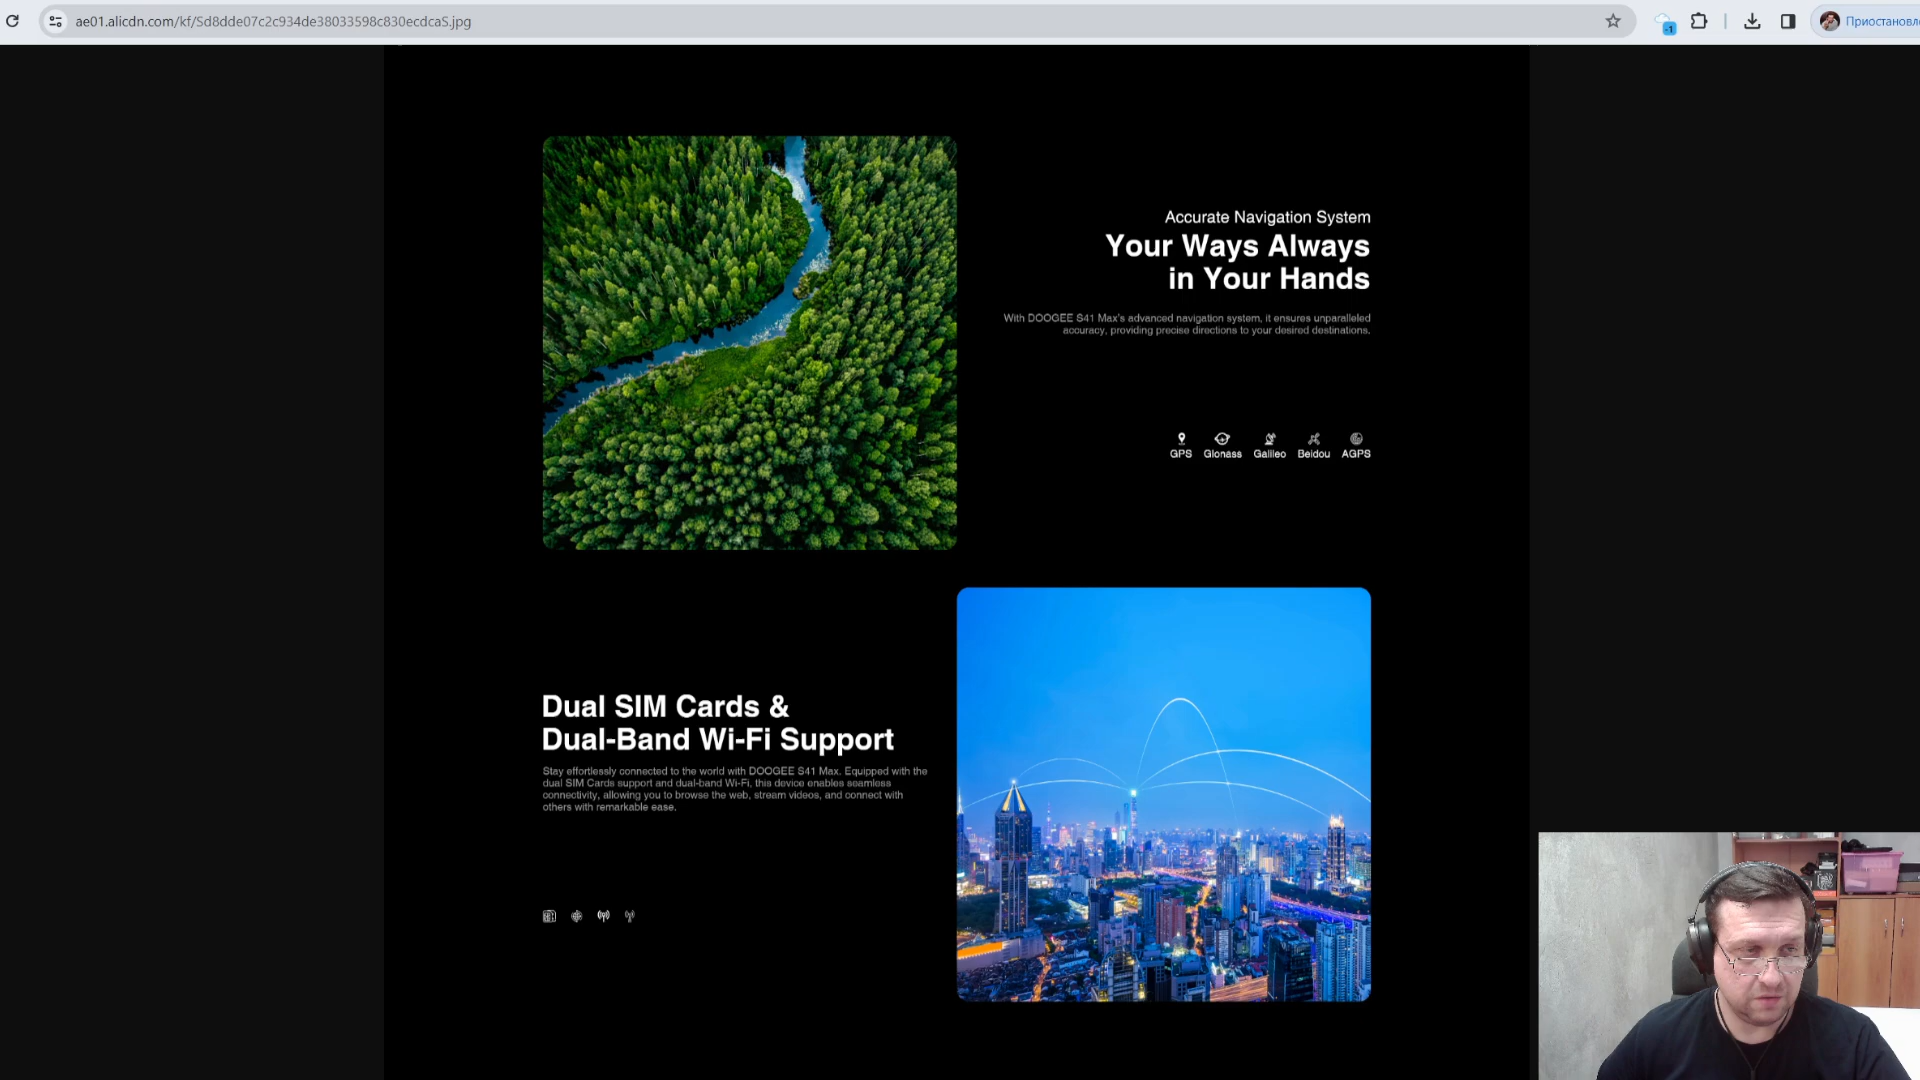 ae01.alicdn.com/kf/Sd8dde07c2c934de38033598c830ecdcaS.jpg
-1
Приостановле
Accurate Navigation System
Your Ways Always
in Your Hands
With DOOGEE S41 Max's advanced navigation system, it ensures unparalleled
accuracy, providing precise directions to your desired destinations.
GPS Glonass Galileo Beidou AGPS
Dual SIM Cards &
Dual-Band Wi-Fi Support
Stay effortlessly connected to the world with DOOGEE S41 Max. Equipped with the
dual SIM Cards support and dual-band Wi-Fi, this device enables seamless
connectivity, allowing you to browse the web, stream videos, and connect with
others with remarkable ease.